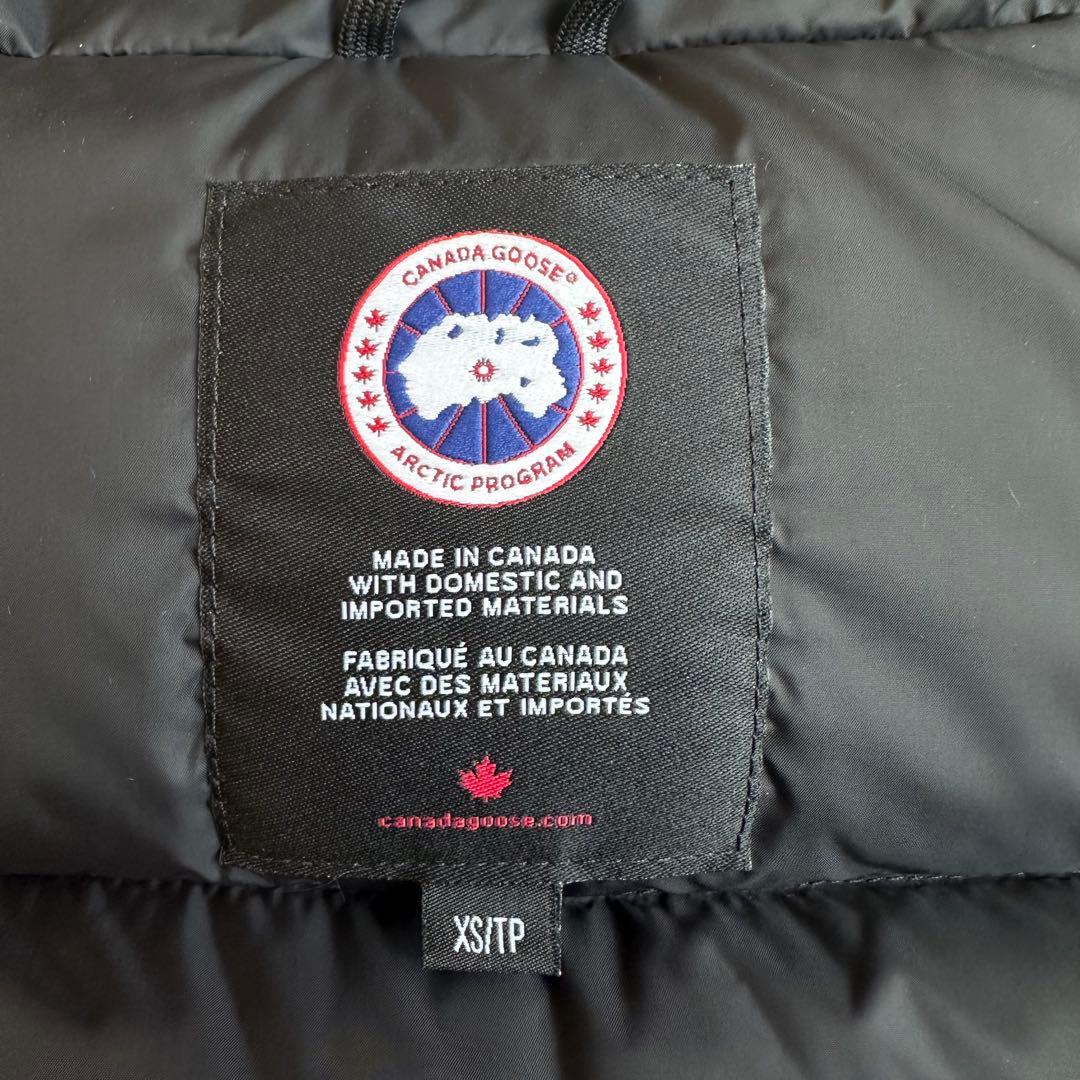 CANADA GOOSE®
ARCTIC PROGRAM
MADE IN CANADA
WITH DOMESTIC AND
IMPORTED MATERIALS
FABRIQUÉ AU CANADA
AVEC DES MATERIAUX
NATIONAUX ET IMPORTÉS
canadagoose.com
XS/TP